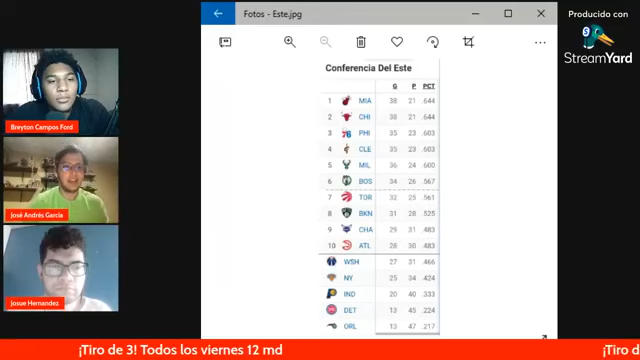 Fotos - Este.jpg
Producido con
StreamYard
Conferencia Del Este
G P PCT
1 MIA 38 21 .644
2 CHI 38 21 .644
3 PHI 35 23 .603
4 CLE 35 23 .603
5 MIL 36 24 .600
6 BOS 34 26 .567
7 TOR 32 25 .561
8 BKN 31 28 .525
9 CHA 29 31 .483
10 ATL 28 30 .483
WSH 27 31 .466
NY 25 34 .424
IND 20 40 .333
DET 13 45 .224
ORL 13 47 .217
Breyton Campos Ford
José Andrés García
Josue Hernandez
¡Tiro de 3! Todos los viernes 12 md
¡Tiro de